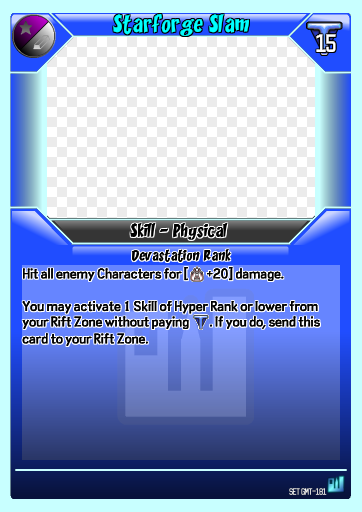 Starforge Slam
15
Skill - Physical
Devastation Rank
Hit all enemy Characters for [ ÷20] damage.
You may activate 1 Skill of Hyper Rank or lower from
your Rift Zone without paying . If you do, send this
card to your Rift Zone.
SET GMT-181